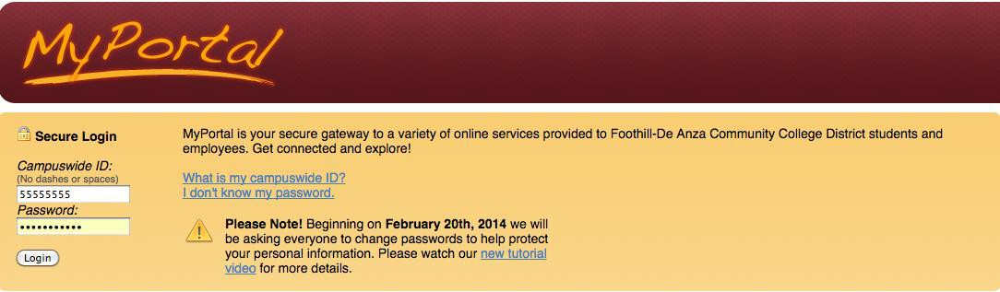 MyPortal
Secure Login
Campuswide ID:
(No dashes or spaces)
55555555
Password:
•••••••••••
Login
MyPortal is your secure gateway to a variety of online services provided to Foothill-De Anza Community College District students and
employees. Get connected and explore!
What is my campuswide ID?
I don't know my password.
Please Note! Beginning on February 20th, 2014 we will
be asking everyone to change passwords to help protect
your personal information. Please watch our new tutorial
video for more details.